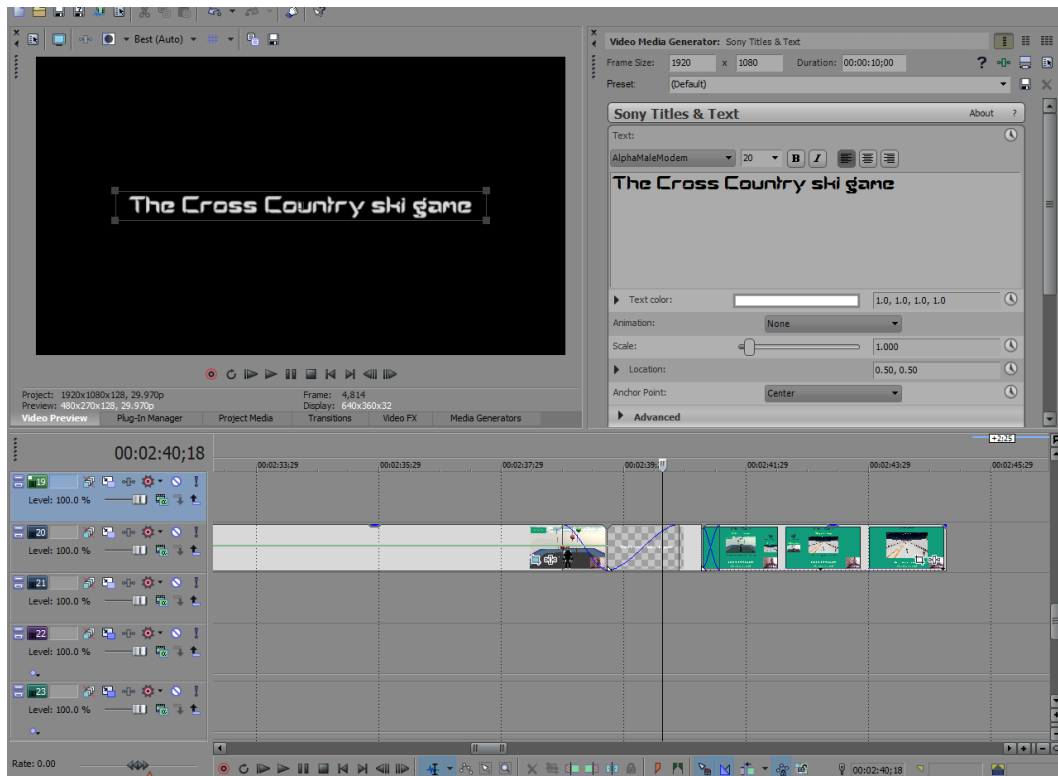 Best (Auto)
Video Media Generator: Sony Titles & Text
Frame Size: 1920 x 1080 Duration: 00:00:10;00
Preset: (Default)
Sony Titles & Text About ?
Text:
AlphaMaleModem 20 B I
The Cross Country ski game
The Cross Country ski game
Text color: 1.0, 1.0, 1.0, 1.0
Animation: None
Scale: 1.000
Location: 0.50, 0.50
Anchor Point: Center
Advanced
Project: 1920x1080x128, 29.970p Frame: 4,814
Preview: 480x270x128, 29.970p Display: 640x360x32
Video Preview Plug-In Manager Project Media Transitions Video FX Media Generators
+2:25
00:02:40;18
00:02:33;29 00:02:35;29 00:02:37;29 00:02:39; 00:02:41;29 00:02:43;29 00:02:45;29
19
Level: 100.0 %
20
Level: 100.0 %
21
Level: 100.0 %
22
Level: 100.0 %
23
Level: 100.0 %
Rate: 0.00
00:02:40;18